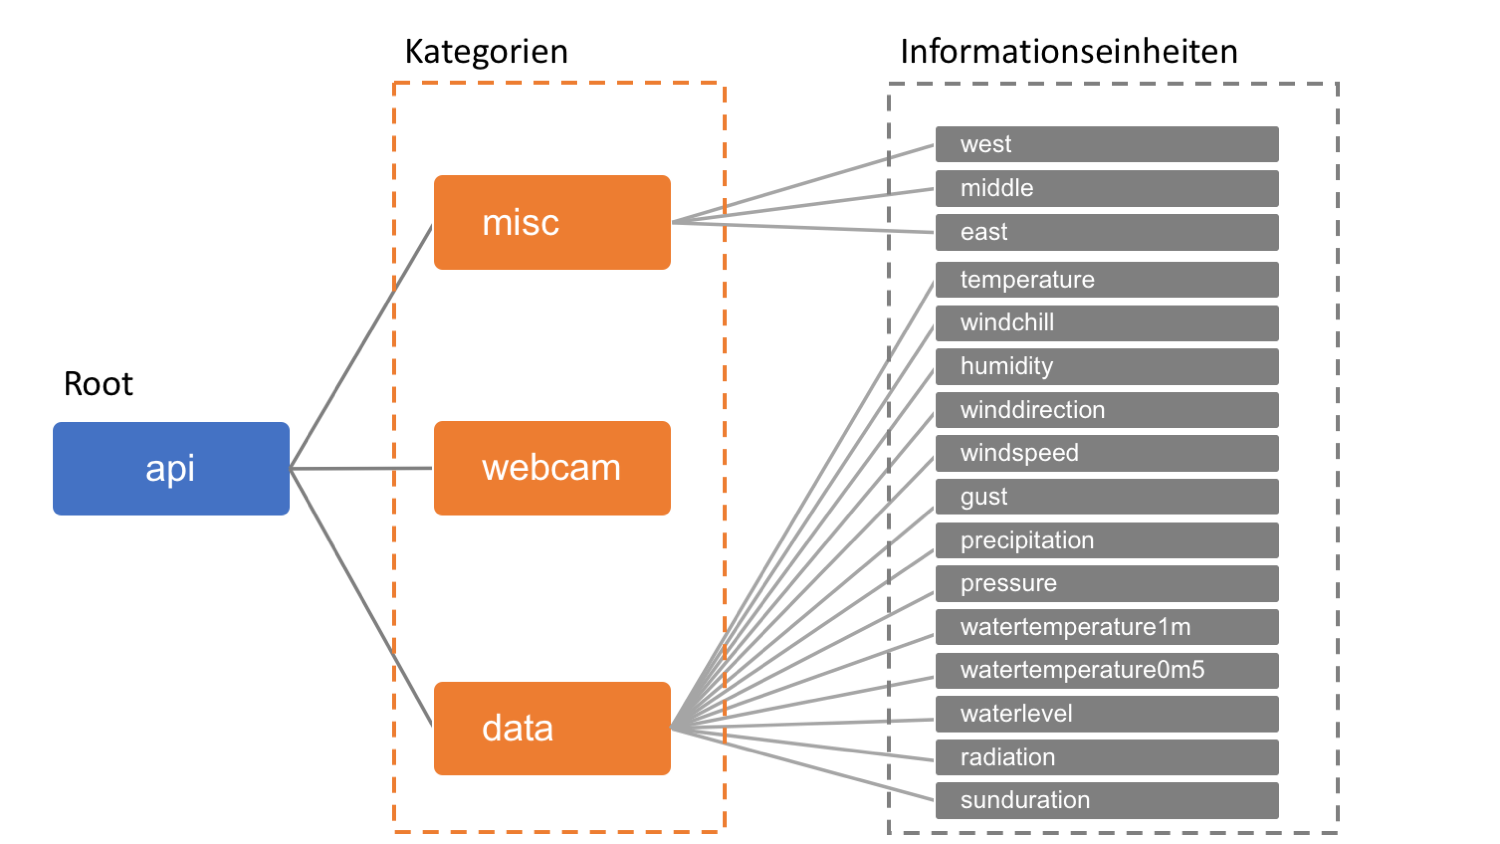 Kategorien
Informationseinheiten
Root
api
misc
webcam
data
west
middle
east
temperature
windchill
humidity
winddirection
windspeed
gust
precipitation
pressure
watertemperature1m
watertemperature0m5
waterlevel
radiation
sunduration